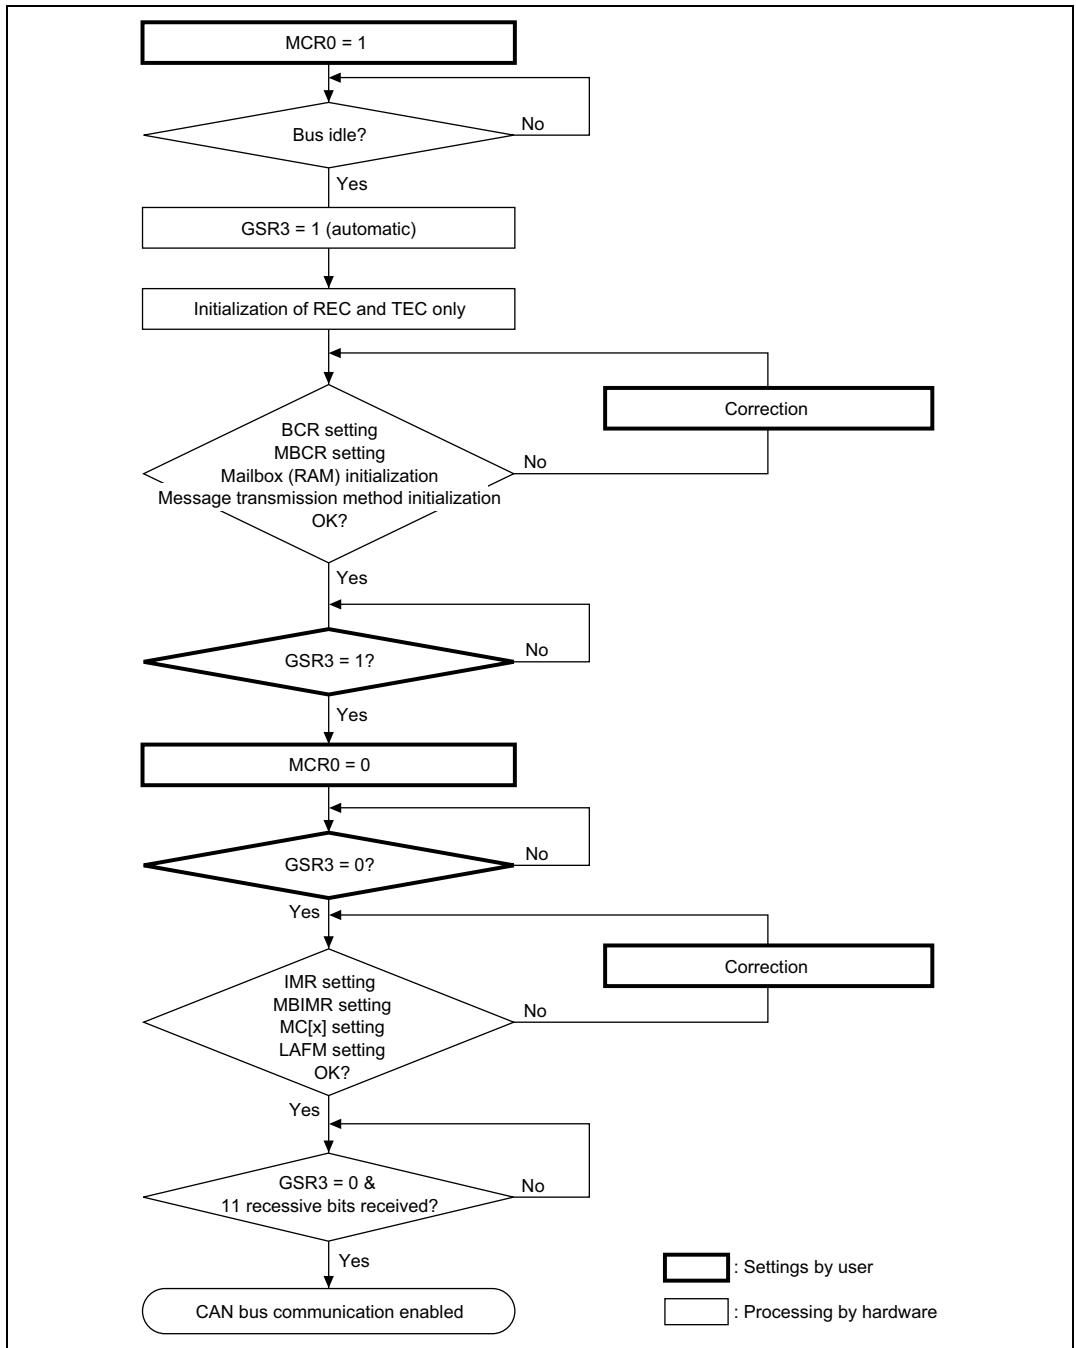 MCR0 = 1
Bus idle?
No
Yes
GSR3 = 1 (automatic)
Initialization of REC and TEC only
Correction
BCR setting
MBCR setting
Mailbox (RAM) initialization
Message transmission method initialization
OK?
No
Yes
GSR3 = 1?
No
Yes
MCR0 = 0
GSR3 = 0?
No
Yes
Correction
IMR setting
MBIMR setting
MC[x] setting
LAFM setting
OK?
No
Yes
GSR3 = 0 &
11 recessive bits received?
No
Yes
CAN bus communication enabled
: Settings by user
: Processing by hardware